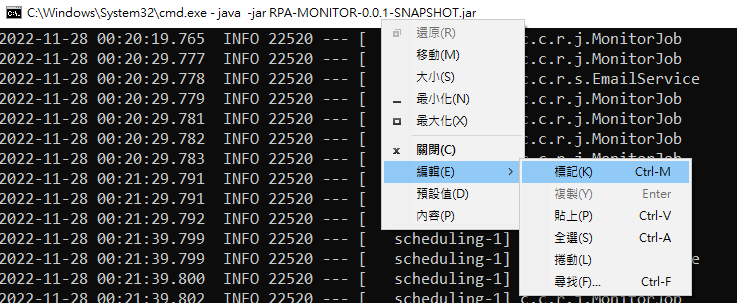 C:\Windows\System32\cmd.exe - java  -jar RPA-MONITOR-0.0.1-SNAPSHOT.jar
2022-11-28 00:20:19.765  INFO 22520 --- [ 還原(R) c.c.r.j.MonitorJob
2022-11-28 00:20:29.777  INFO 22520 --- [ 移動(M) c.c.r.j.MonitorJob
2022-11-28 00:20:29.778  INFO 22520 --- [ 大小(S) c.c.r.s.EmailService
2022-11-28 00:20:29.779  INFO 22520 --- [ 最小化(N) c.c.r.j.MonitorJob
2022-11-28 00:20:29.781  INFO 22520 --- [ 最大化(X) c.c.r.j.MonitorJob
2022-11-28 00:20:29.782  INFO 22520 --- [ c.c.r.j.MonitorJob
2022-11-28 00:20:29.783  INFO 22520 --- [ 關閉(C) c.c.r.j.MonitorJob
2022-11-28 00:21:29.791  INFO 22520 --- [ 編輯(E) 標記(K) Ctrl-M
2022-11-28 00:21:29.791  INFO 22520 --- [ 預設值(D) 複製(Y) Enter
2022-11-28 00:21:29.792  INFO 22520 --- [ 內容(P) 貼上(P) Ctrl-V
2022-11-28 00:21:39.799  INFO 22520 --- [   scheduling-1] 全選(S) Ctrl-A
2022-11-28 00:21:39.799  INFO 22520 --- [   scheduling-1] 捲動(L)
2022-11-28 00:21:39.800  INFO 22520 --- [   scheduling-1] 尋找(F)... Ctrl-F
2022-11-28 00:21:39.802  INFO 22520 --- [   scheduling-1] c.c.r.j.MonitorJob